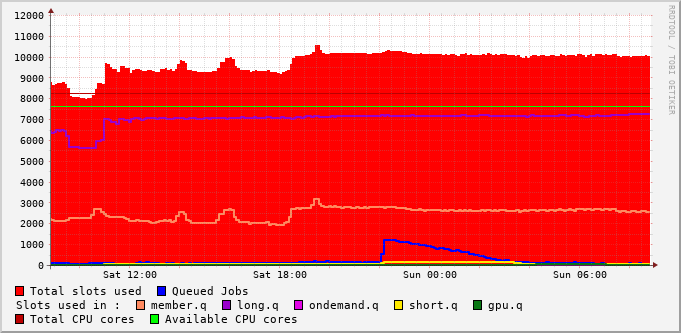 RRDTOOL / TOBI OETIKER
12000
11000
10000
9000
8000
7000
6000
5000
4000
3000
2000
1000
0
Sat 12:00 Sat 18:00 Sun 00:00 Sun 06:00
Total slots used Queued Jobs
Slots used in : member.q long.q ondemand.q short.q gpu.q
Total CPU cores Available CPU cores